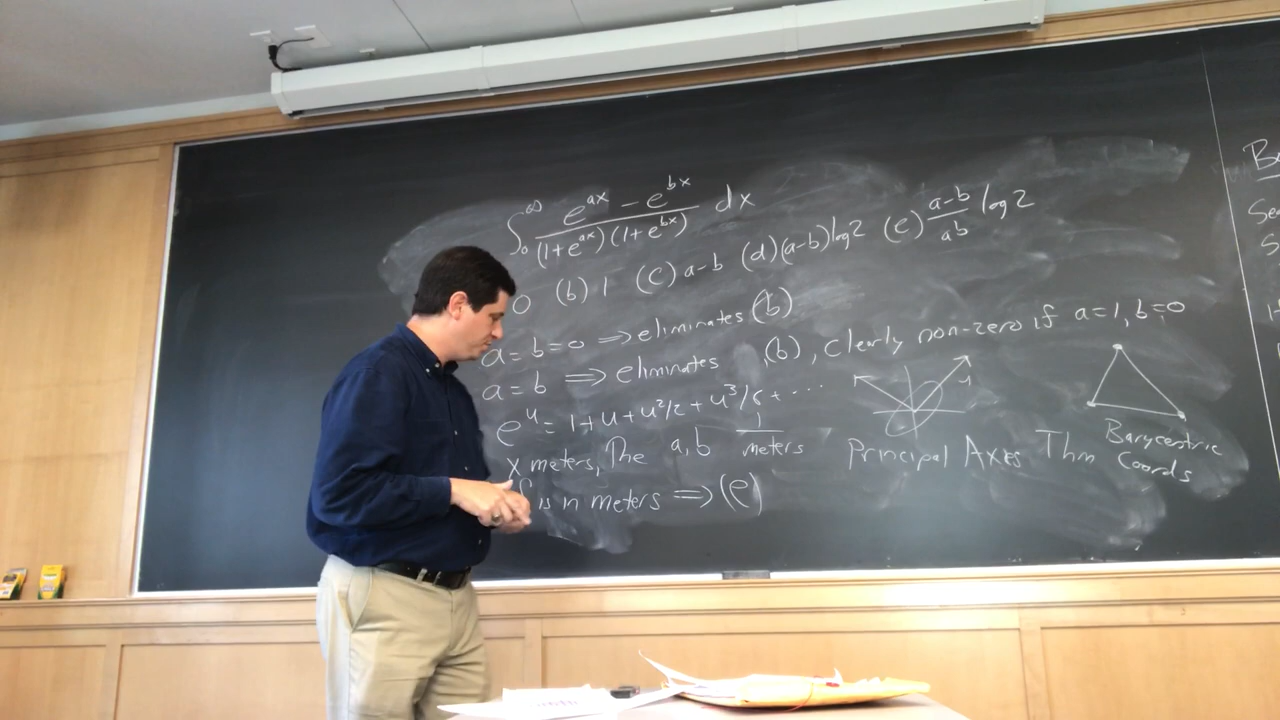 ∫₀^∞ (e^{ax} - e^{bx}) / ((1+e^{ax})(1+e^{bx})) dx
0 (b) 1 (c) a-b (d) (a-b)log2 (e) (a-b)/(ab) log 2
a=b=0 ⟹ eliminates (b)
a=b ⟹ eliminates (b), clearly non-zero if a=1, b=0
e^u = 1+u+u²/2+u³/6+...
x meters, The a,b 1/meters
is n meters ⟹ (e)
Principal Axes Thm
Barycentric
Coords